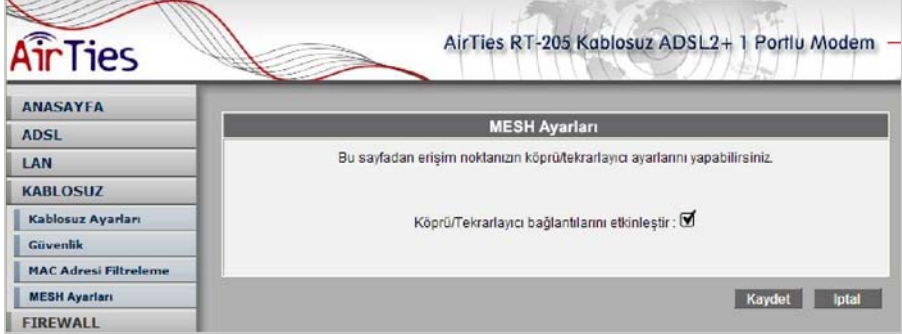 AirTies
AirTies RT-205 Kablosuz ADSL2+ 1 Portlu Modem
ANASAYFA
ADSL
LAN
KABLOSUZ
Kablosuz Ayarları
Güvenlik
MAC Adresi Filtreleme
MESH Ayarları
FIREWALL
MESH Ayarları
Bu sayfadan erişim noktanızın köprü/tekrarlayıcı ayarlarını yapabilirsiniz.
Köprü/Tekrarlayıcı bağlantılarını etkinleştir :
Kaydet
Iptal